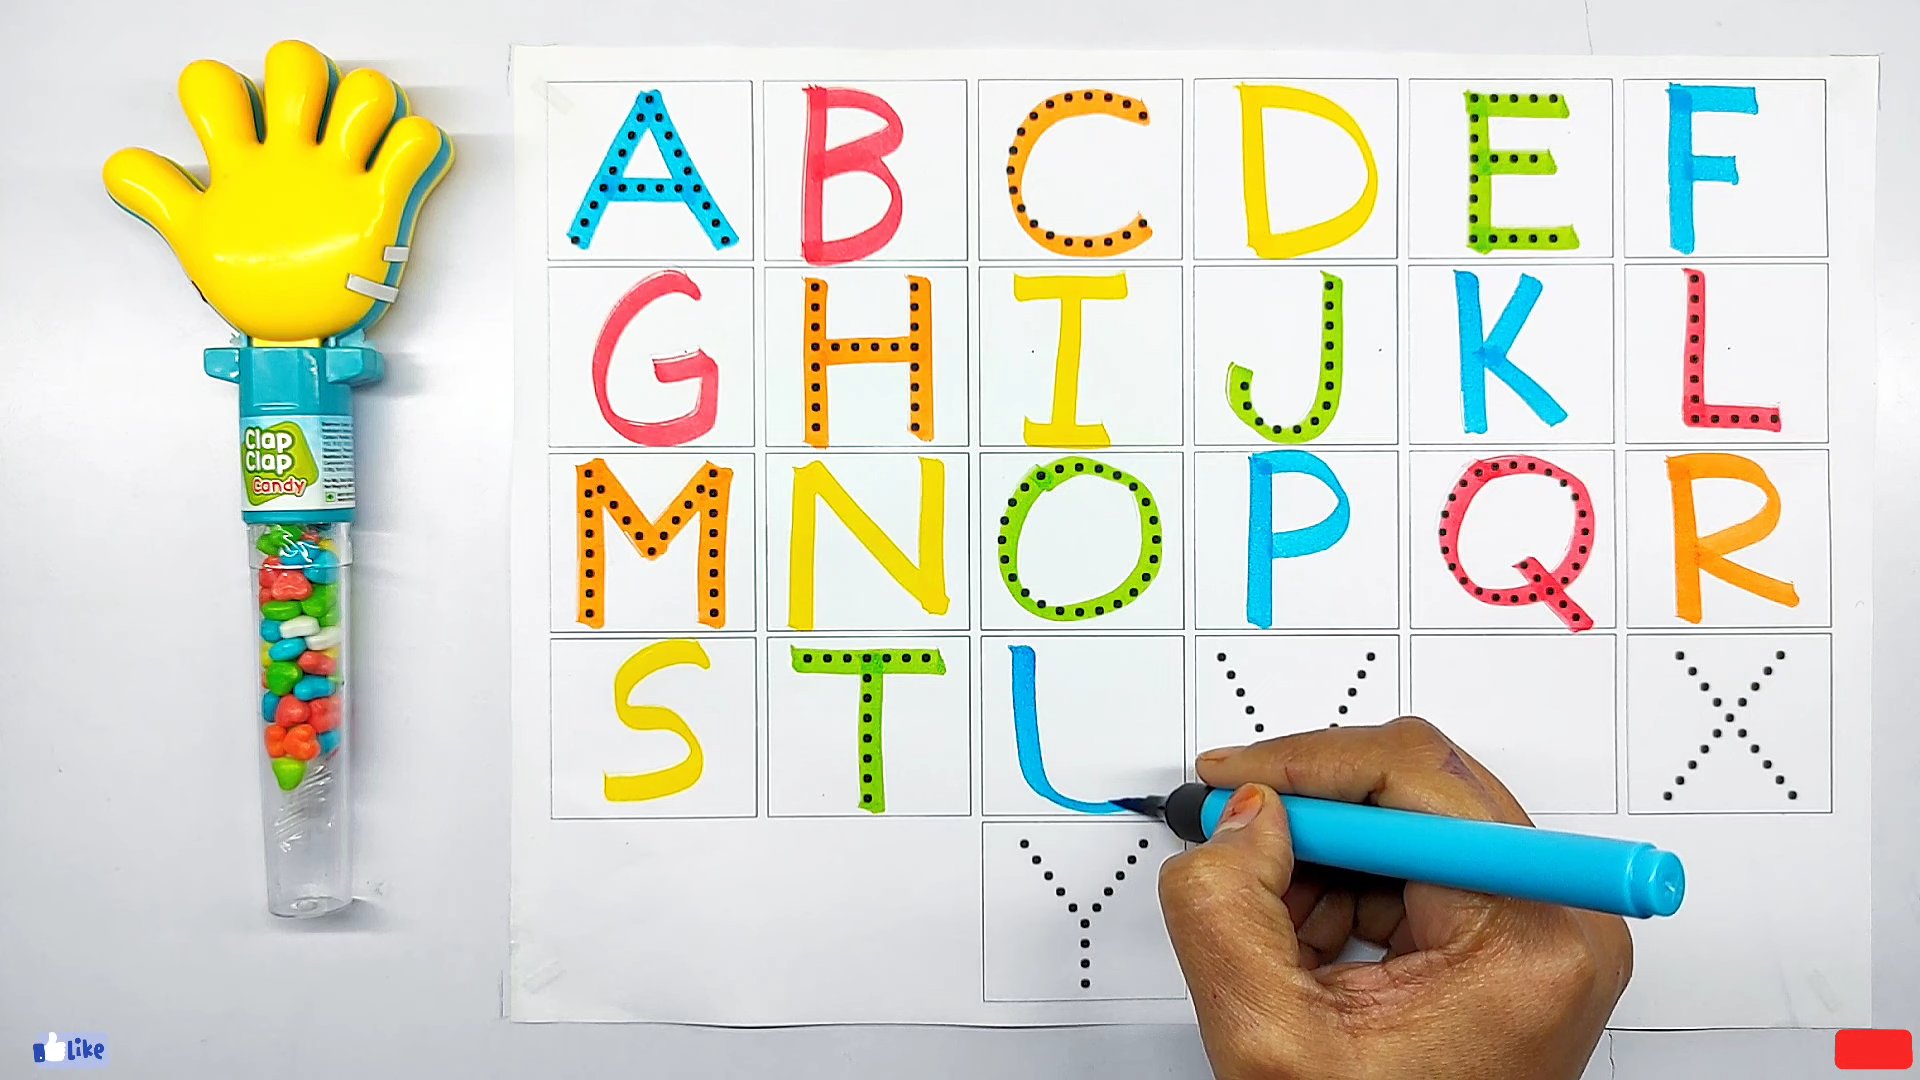 A B C D E F
G H I J K L
M N O P Q R
S T V X
Y
Clap
Clap
Candy
Like